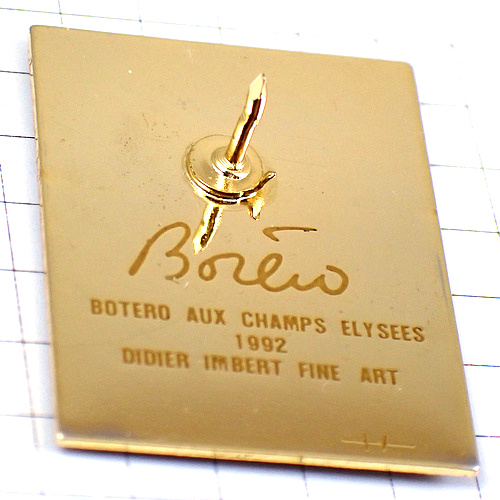 Botero
BOTERO AUX CHAMPS ELYSEES
1992
DIDIER IMBERT FINE ART